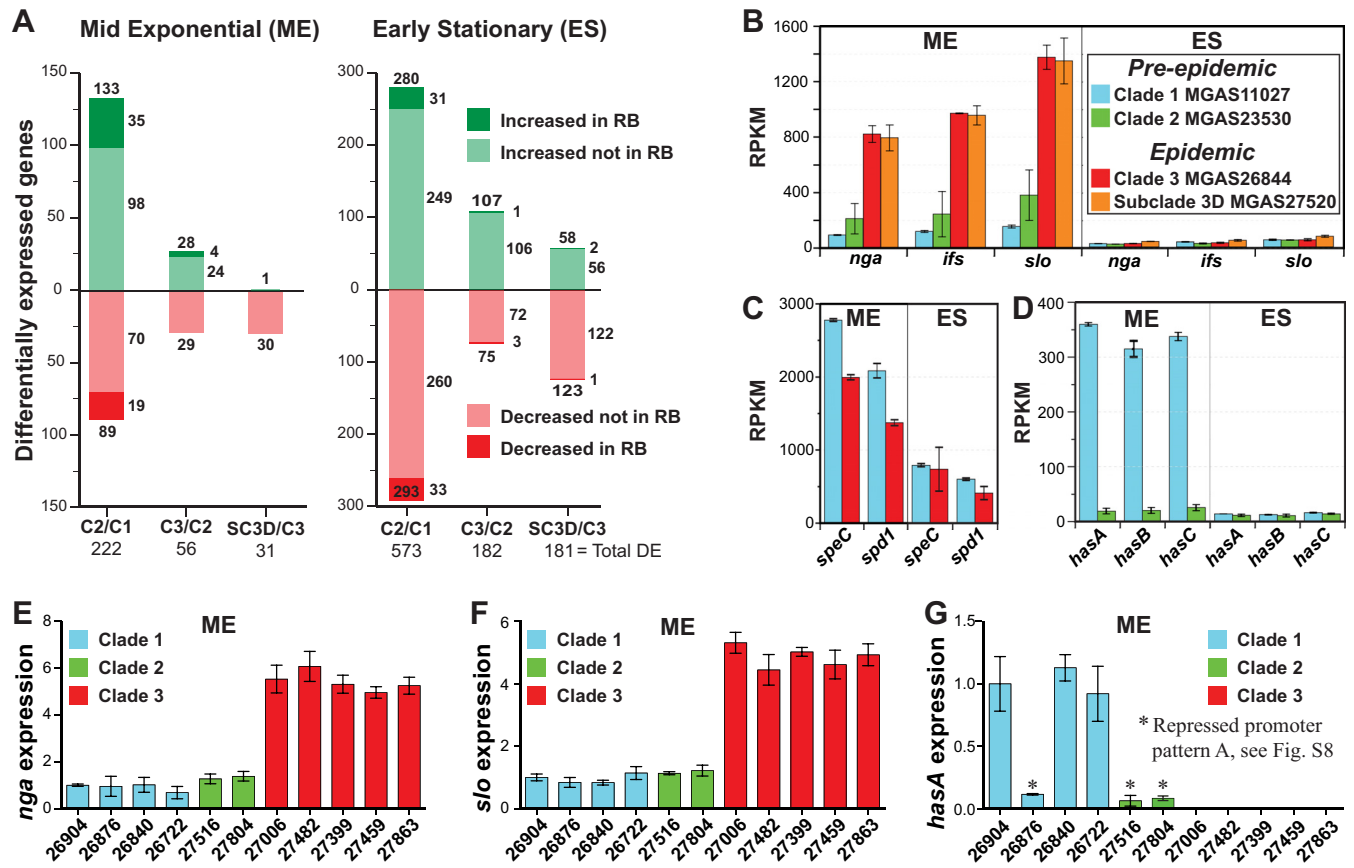 A
Mid Exponential (ME)
Early Stationary (ES)
Differentially expressed genes
150
100
50
0
50
100
150
133
35
98
70
19
89
28
4
24
29
1
30
C2/C1
C3/C2
SC3D/C3
222
56
31
300
200
100
0
100
200
300
280
31
249
260
293
33
107
1
106
72
3
75
58
2
56
122
1
123
Increased in RB
Increased not in RB
Decreased not in RB
Decreased in RB
C2/C1
C3/C2
SC3D/C3
573
182
181 = Total DE
B
ME
ES
RPKM
1600
1200
800
400
0
nga
ifs
slo
nga
ifs
slo
Pre-epidemic
Clade 1 MGAS11027
Clade 2 MGAS23530
Epidemic
Clade 3 MGAS26844
Subclade 3D MGAS27520
C
ME
ES
RPKM
3000
2000
1000
0
speC
spd1
speC
spd1
D
ME
ES
RPKM
400
300
200
100
0
hasA
hasB
hasC
hasA
hasB
hasC
E
ME
nga expression
8
6
4
2
0
Clade 1
Clade 2
Clade 3
26904
26876
26840
26722
27516
27804
27006
27482
27399
27459
27863
F
ME
slo expression
6
4
2
0
Clade 1
Clade 2
Clade 3
26904
26876
26840
26722
27516
27804
27006
27482
27399
27459
27863
G
ME
hasA expression
1.5
1.0
0.5
0.0
Clade 1
Clade 2
Clade 3
* Repressed promoter
pattern A, see Fig. S8
*
*
*
26904
26876
26840
26722
27516
27804
27006
27482
27399
27459
27863